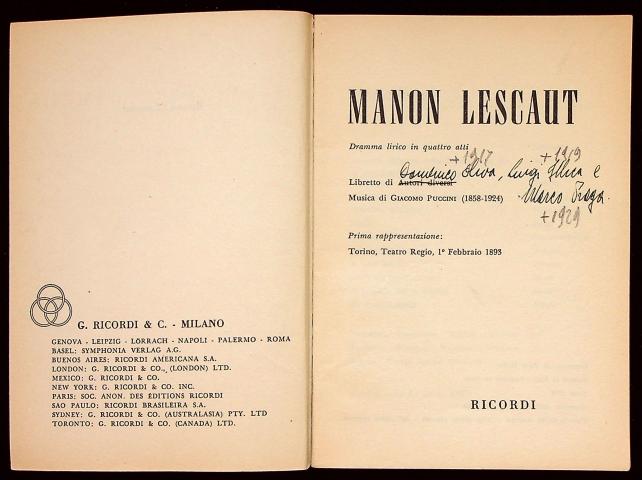 G. RICORDI & C. - MILANO
GENOVA - LEIPZIG - LÖRRACH - NAPOLI - PALERMO - ROMA
BASEL: SYMPHONIA VERLAG A.G.
BUENOS AIRES: RICORDI AMERICANA S.A.
LONDON: G. RICORDI & CO., (LONDON) LTD.
MEXICO: G. RICORDI & CO.
NEW YORK: G. RICORDI & CO. INC.
PARIS: SOC. ANON. DES ÉDITIONS RICORDI
SAO PAULO: RICORDI BRASILEIRA S.A.
SYDNEY: G. RICORDI & CO. (AUSTRALASIA) PTY. LTD
TORONTO: G. RICORDI & CO. (CANADA) LTD.
MANON LESCAUT
Dramma lirico in quattro atti
+1917 +1919
Domenico Oliva, Luigi Illica e
Libretto di Autori diversi
Marco Praga.
Musica di GIACOMO PUCCINI (1858-1924)
+1929
Prima rappresentazione:
Torino, Teatro Regio, 1º Febbraio 1893
RICORDI